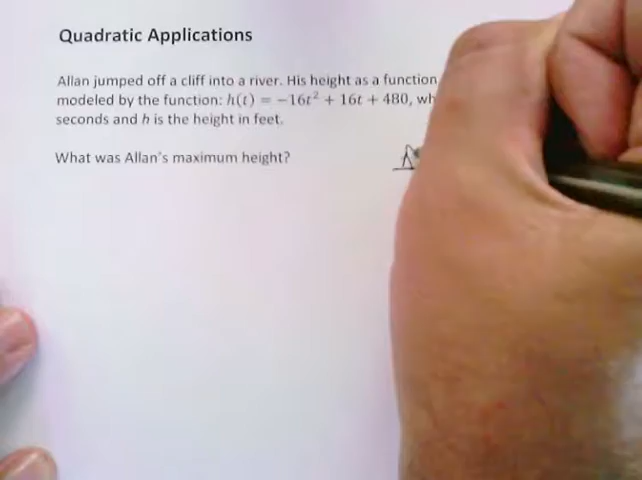 Quadratic Applications
Allan jumped off a cliff into a river. His height as a function
modeled by the function: h(t) = −16t² + 16t + 480,
seconds and h is the height in feet.
What was Allan's maximum height?